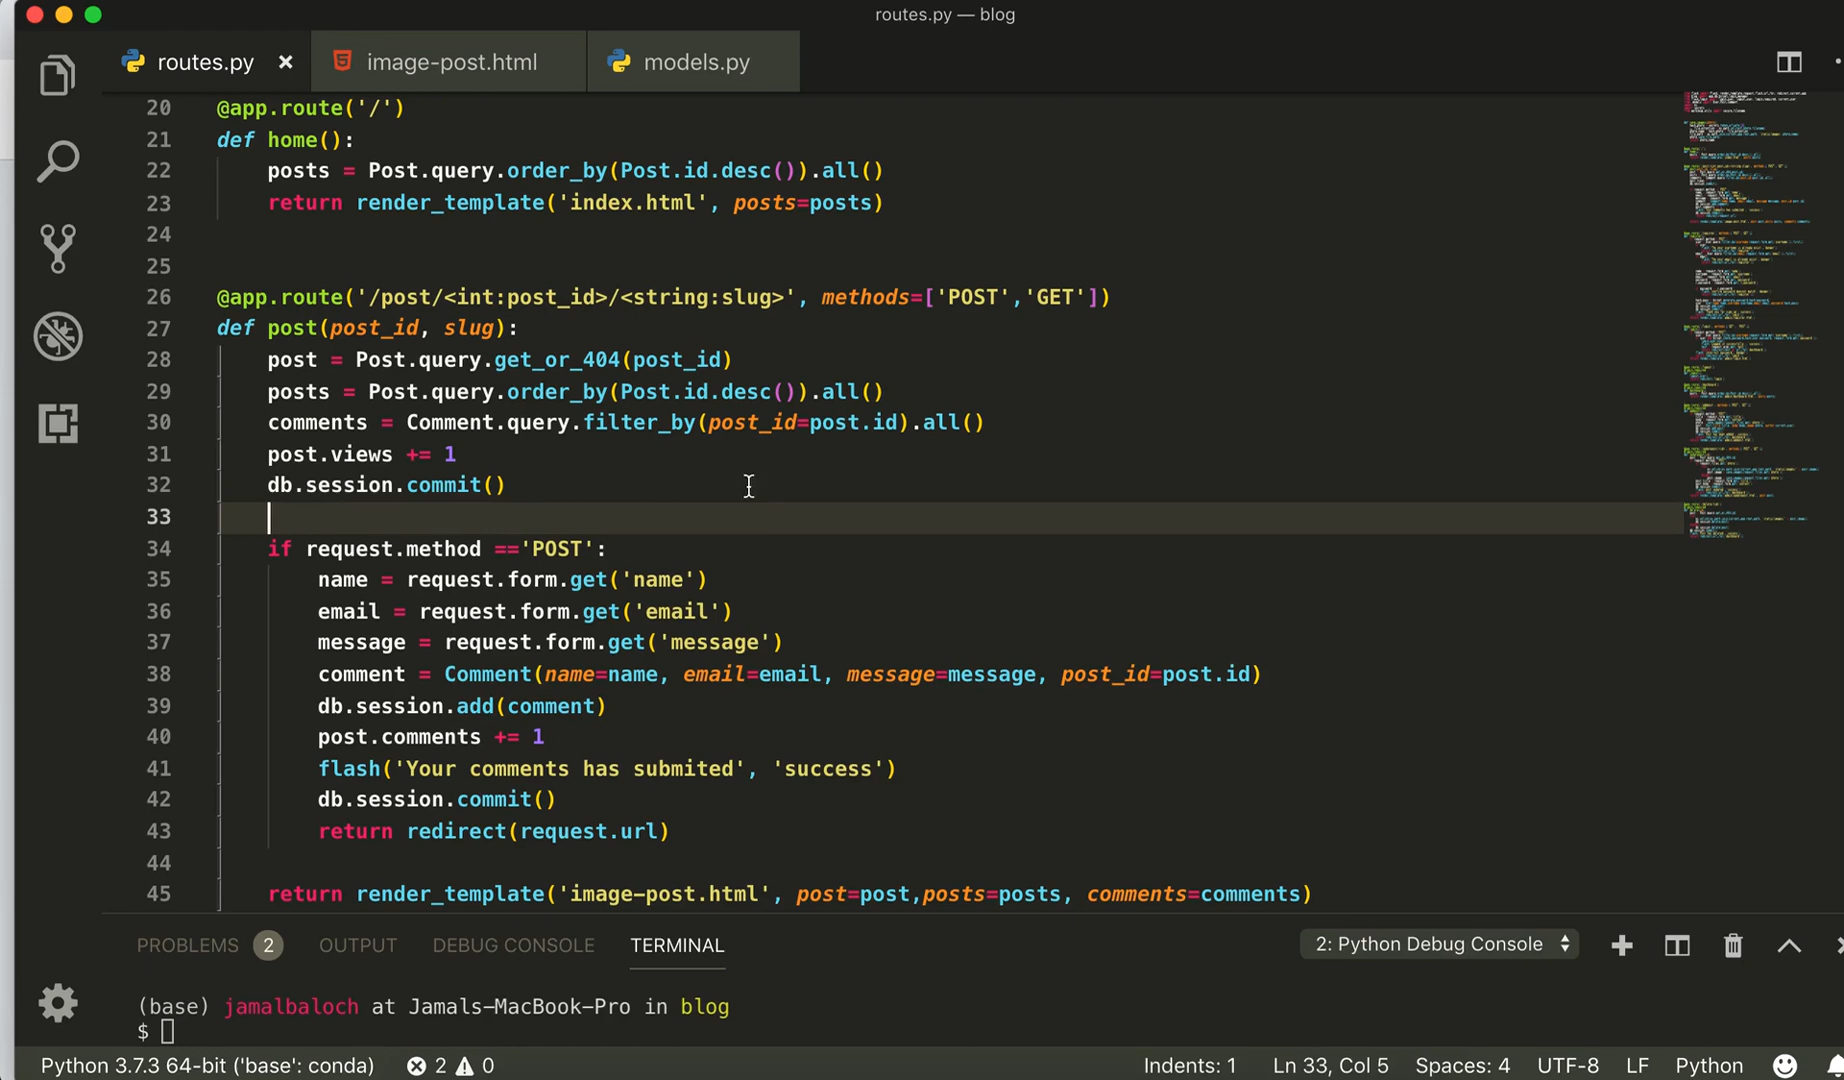 routes.py — blog
routes.py
image-post.html
models.py
20 @app.route('/')
21 def home():
22 posts = Post.query.order_by(Post.id.desc()).all()
23 return render_template('index.html', posts=posts)
24
25
26 @app.route('/post/<int:post_id>/<string:slug>', methods=['POST','GET'])
27 def post(post_id, slug):
28 post = Post.query.get_or_404(post_id)
29 posts = Post.query.order_by(Post.id.desc()).all()
30 comments = Comment.query.filter_by(post_id=post.id).all()
31 post.views += 1
32 db.session.commit()
33
34 if request.method =='POST':
35 name = request.form.get('name')
36 email = request.form.get('email')
37 message = request.form.get('message')
38 comment = Comment(name=name, email=email, message=message, post_id=post.id)
39 db.session.add(comment)
40 post.comments += 1
41 flash('Your comments has submited', 'success')
42 db.session.commit()
43 return redirect(request.url)
44
45 return render_template('image-post.html', post=post,posts=posts, comments=comments)
PROBLEMS 2 OUTPUT DEBUG CONSOLE TERMINAL 2: Python Debug Console
(base) jamalbaloch at Jamals-MacBook-Pro in blog
$
Python 3.7.3 64-bit ('base': conda) 2 0 Indents: 1 Ln 33, Col 5 Spaces: 4 UTF-8 LF Python